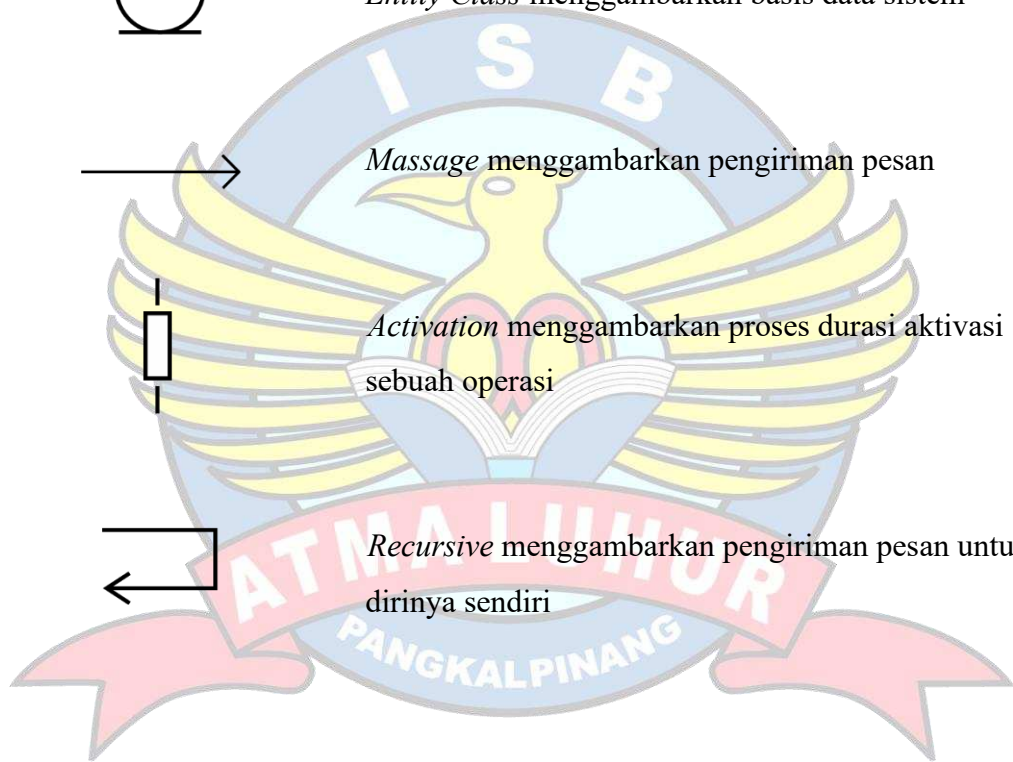 Entity Class menggambarkan basis data sistem
I S B
Massage menggambarkan pengiriman pesan
Activation menggambarkan proses durasi aktivasi
sebuah operasi
Recursive menggambarkan pengiriman pesan untu
dirinya sendiri
ATMA LUHUR
PANGKALPINANG